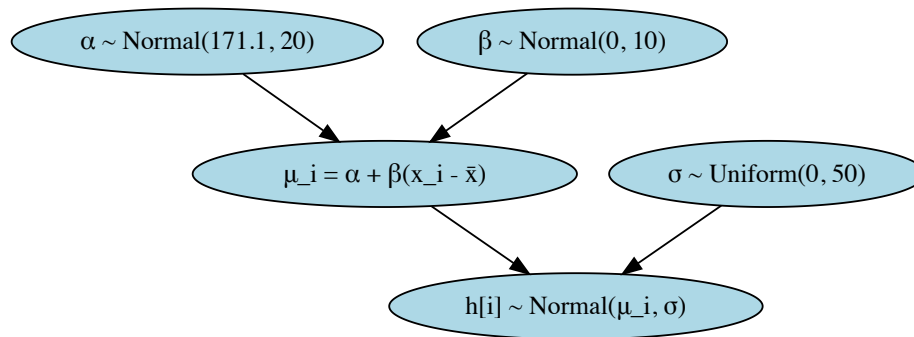 α ~ Normal(171.1, 20)
β ~ Normal(0, 10)
μ_i = α + β(x_i - x̄)
σ ~ Uniform(0, 50)
h[i] ~ Normal(μ_i, σ)